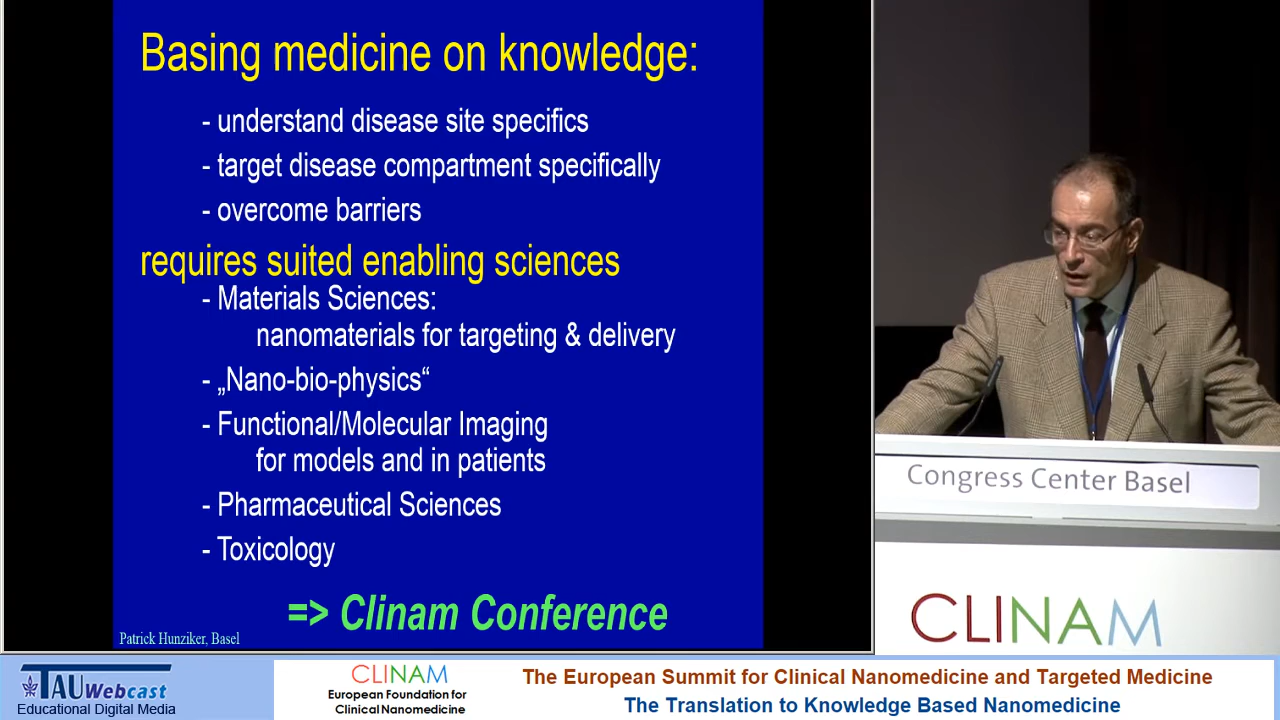 Basing medicine on knowledge:
- understand disease site specifics
- target disease compartment specifically
- overcome barriers
requires suited enabling sciences
- Materials Sciences:
nanomaterials for targeting & delivery
- „Nano-bio-physics“
- Functional/Molecular Imaging
for models and in patients
- Pharmaceutical Sciences
- Toxicology
=> Clinam Conference
Patrick Hunziker, Basel
Congress Center Basel
CLINAM
TAU Webcast
Educational Digital Media
CLINAM
European Foundation for
Clinical Nanomedicine
The European Summit for Clinical Nanomedicine and Targeted Medicine
The Translation to Knowledge Based Nanomedicine